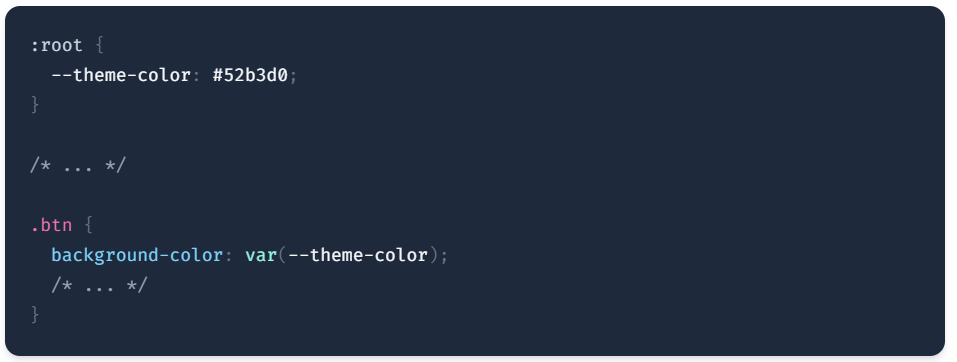 :root {
  --theme-color: #52b3d0;
}
/* ... */
.btn {
  background-color: var(--theme-color);
  /* ... */
}